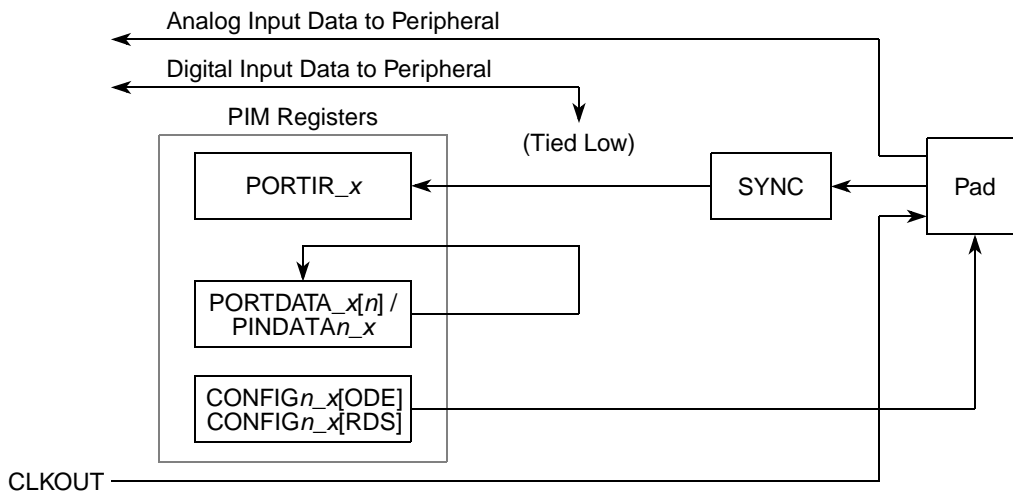 Analog Input Data to Peripheral
Digital Input Data to Peripheral
PIM Registers
(Tied Low)
PORTIR_x
SYNC
Pad
PORTDATA_x[n] /
PINDATAn_x
CONFIGn_x[ODE]
CONFIGn_x[RDS]
CLKOUT